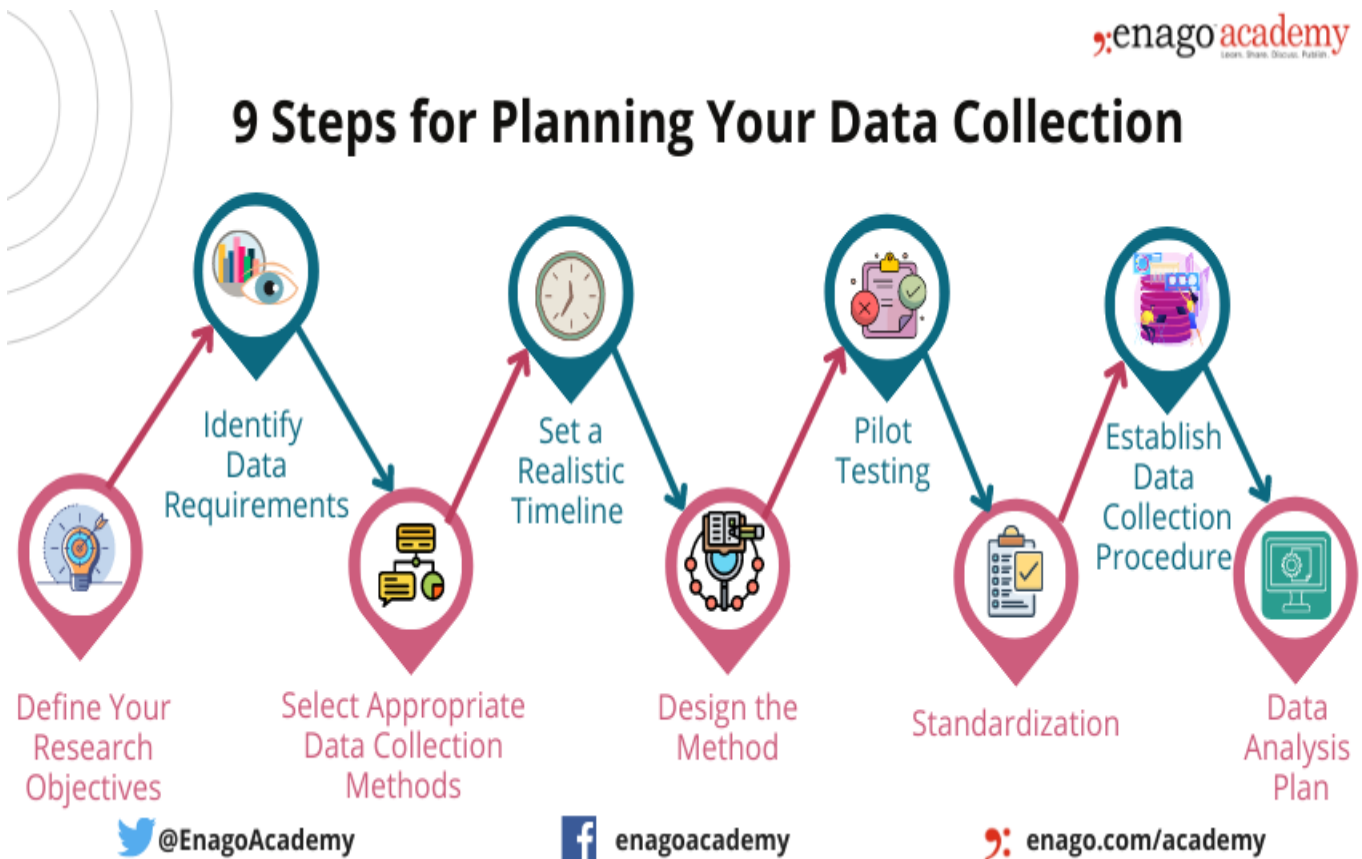 enago academy
Learn. Share. Discuss. Publish.
9 Steps for Planning Your Data Collection
Define Your
Research
Objectives
Identify
Data
Requirements
Select Appropriate
Data Collection
Methods
Set a
Realistic
Timeline
Design the
Method
Pilot
Testing
Standardization
Establish
Data
Collection
Procedure
Data
Analysis
Plan
@EnagoAcademy
enagoacademy
enago.com/academy